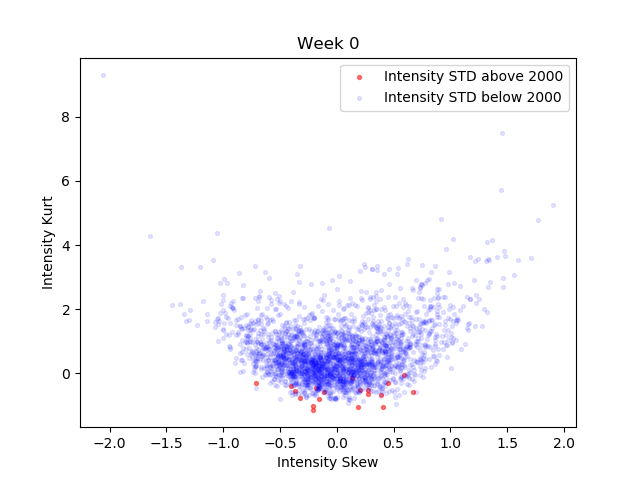 Week 0
Intensity STD above 2000
Intensity STD below 2000
8
6
4
2
0
Intensity Kurt
−2.0 −1.5 −1.0 −0.5 0.0 0.5 1.0 1.5 2.0
Intensity Skew